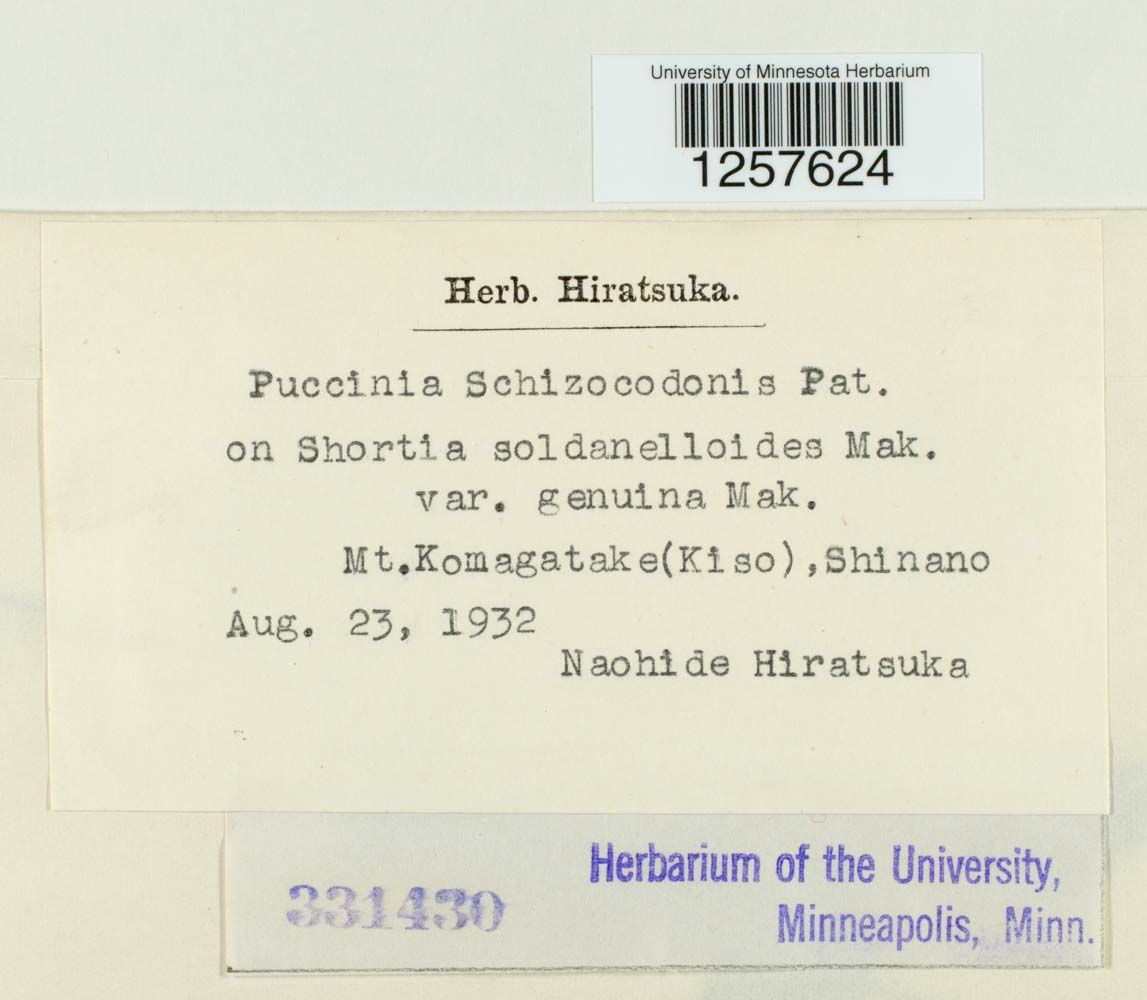 University of Minnesota Herbarium
1257624
Herb. Hiratsuka.
Puccinia Schizocodonis Pat.
on Shortia soldanelloides Mak.
var. genuina Mak.
Mt.Komagatake(Kiso),Shinano
Aug. 23, 1932
Naohide Hiratsuka
Herbarium of the University,
331430
Minneapolis, Minn.